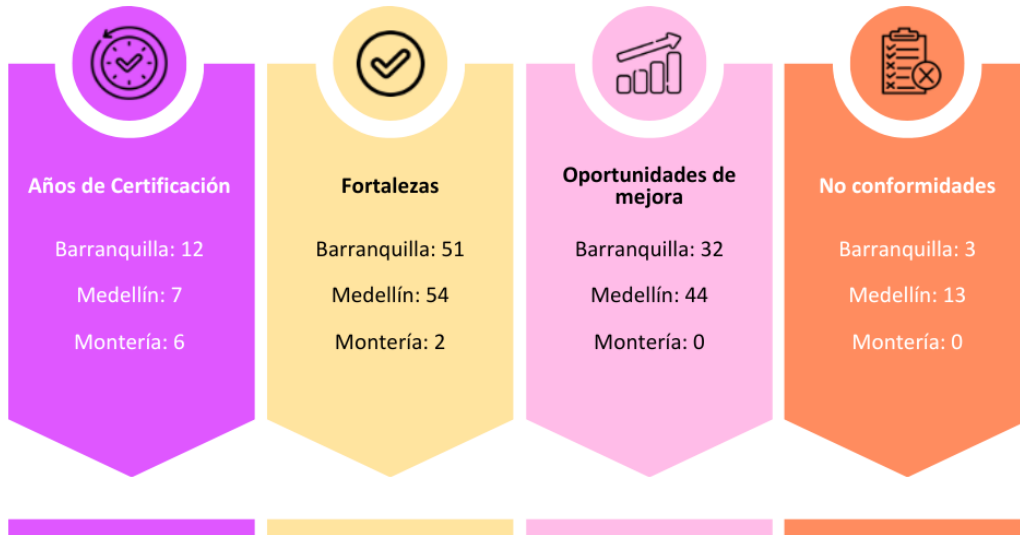 Años de Certificación
Barranquilla: 12
Medellín: 7
Montería: 6
Fortalezas
Barranquilla: 51
Medellín: 54
Montería: 2
Oportunidades de
mejora
Barranquilla: 32
Medellín: 44
Montería: 0
No conformidades
Barranquilla: 3
Medellín: 13
Montería: 0